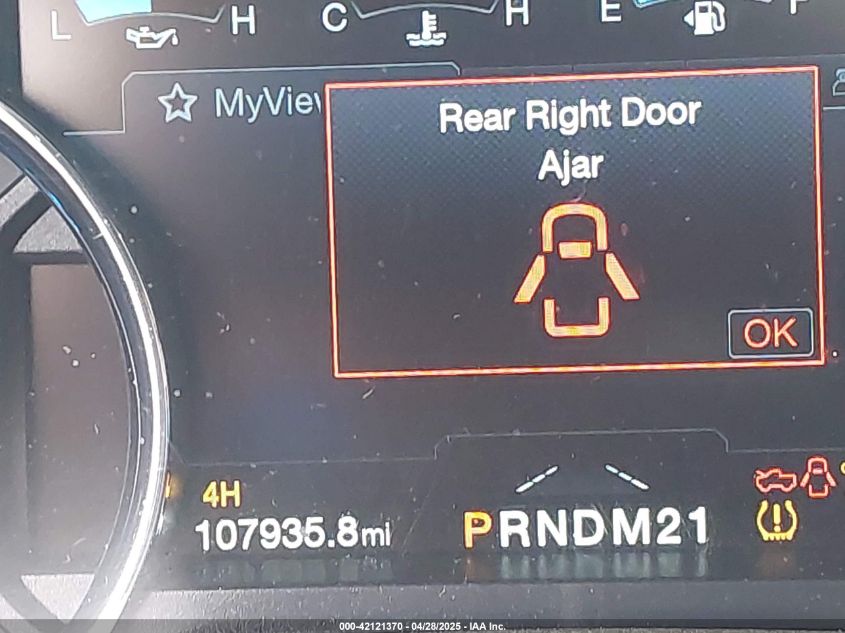 L H C H E F
MyView
Rear Right Door
Ajar
OK
4H
107935.8mi
PRNDM21
000-42121370 - 04/28/2025 - IAA Inc.